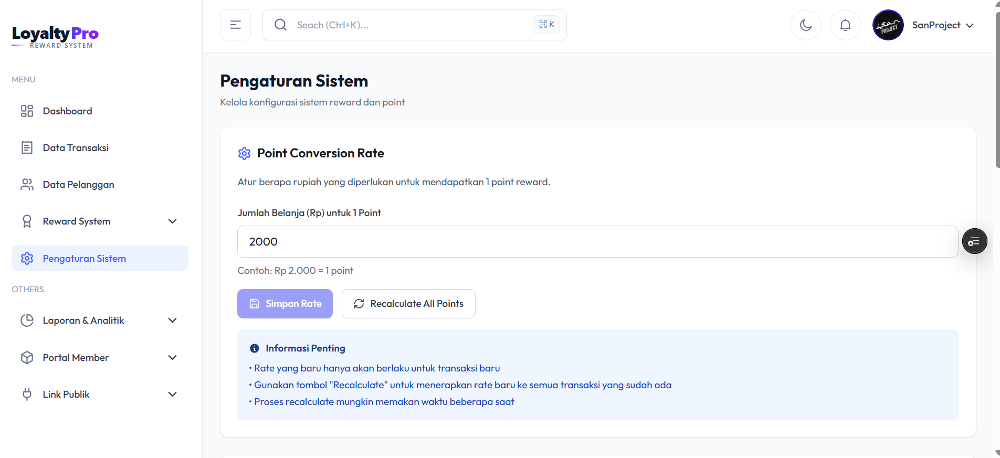 LoyaltyPro
REWARD SYSTEM
MENU
Dashboard
Data Transaksi
Data Pelanggan
Reward System
Pengaturan Sistem
OTHERS
Laporan & Analitik
Portal Member
Link Publik
Seach (Ctrl+K)...
⌘K
PROJECT
SanProject
Pengaturan Sistem
Kelola konfigurasi sistem reward dan point
Point Conversion Rate
Atur berapa rupiah yang diperlukan untuk mendapatkan 1 point reward.
Jumlah Belanja (Rp) untuk 1 Point
2000
Contoh: Rp 2.000 = 1 point
Simpan Rate
Recalculate All Points
Informasi Penting
• Rate yang baru hanya akan berlaku untuk transaksi baru
• Gunakan tombol "Recalculate" untuk menerapkan rate baru ke semua transaksi yang sudah ada
• Proses recalculate mungkin memakan waktu beberapa saat